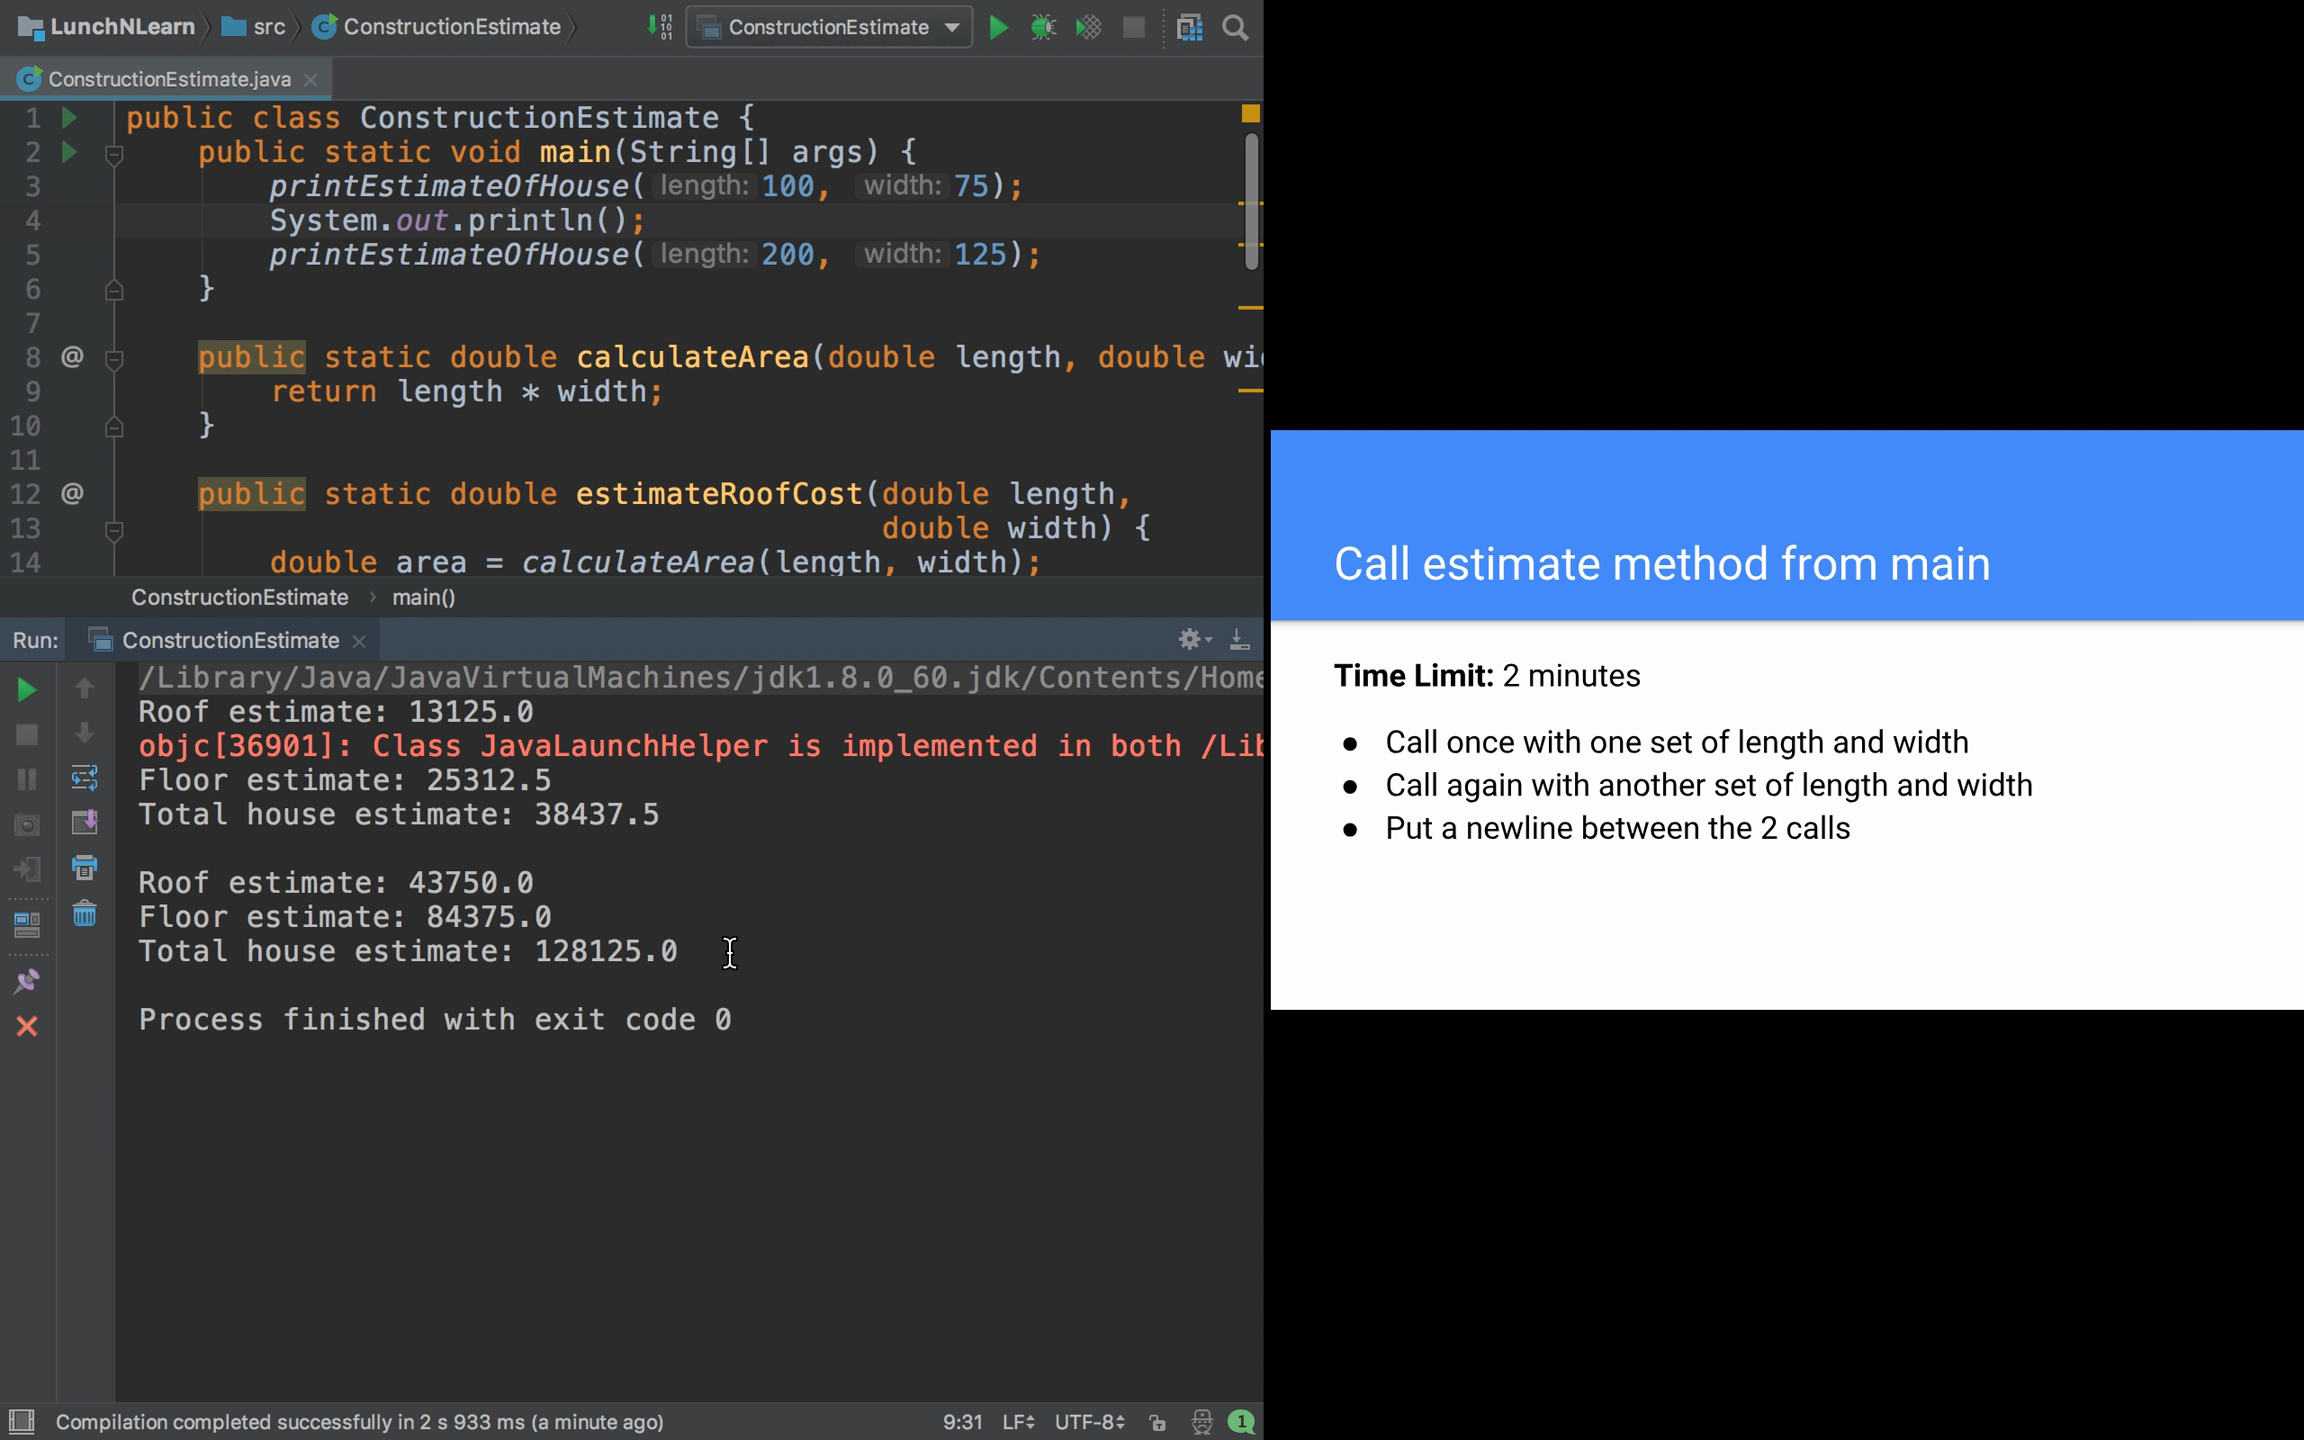 LunchNLearn src ConstructionEstimate ConstructionEstimate
ConstructionEstimate.java
1 public class ConstructionEstimate {
2 public static void main(String[] args) {
3 printEstimateOfHouse( length: 100, width: 75);
4 System.out.println();
5 printEstimateOfHouse( length: 200, width: 125);
6 }
7
8 @ public static double calculateArea(double length, double wi
9 return length * width;
10 }
11
12 @ public static double estimateRoofCost(double length,
13 double width) {
14 double area = calculateArea(length, width);
ConstructionEstimate › main()
Run: ConstructionEstimate
/Library/Java/JavaVirtualMachines/jdk1.8.0_60.jdk/Contents/Home
Roof estimate: 13125.0
objc[36901]: Class JavaLaunchHelper is implemented in both /Lib
Floor estimate: 25312.5
Total house estimate: 38437.5
Roof estimate: 43750.0
Floor estimate: 84375.0
Total house estimate: 128125.0
Process finished with exit code 0
Compilation completed successfully in 2 s 933 ms (a minute ago) 9:31 LF UTF-8 1
Call estimate method from main
Time Limit: 2 minutes
● Call once with one set of length and width
● Call again with another set of length and width
● Put a newline between the 2 calls